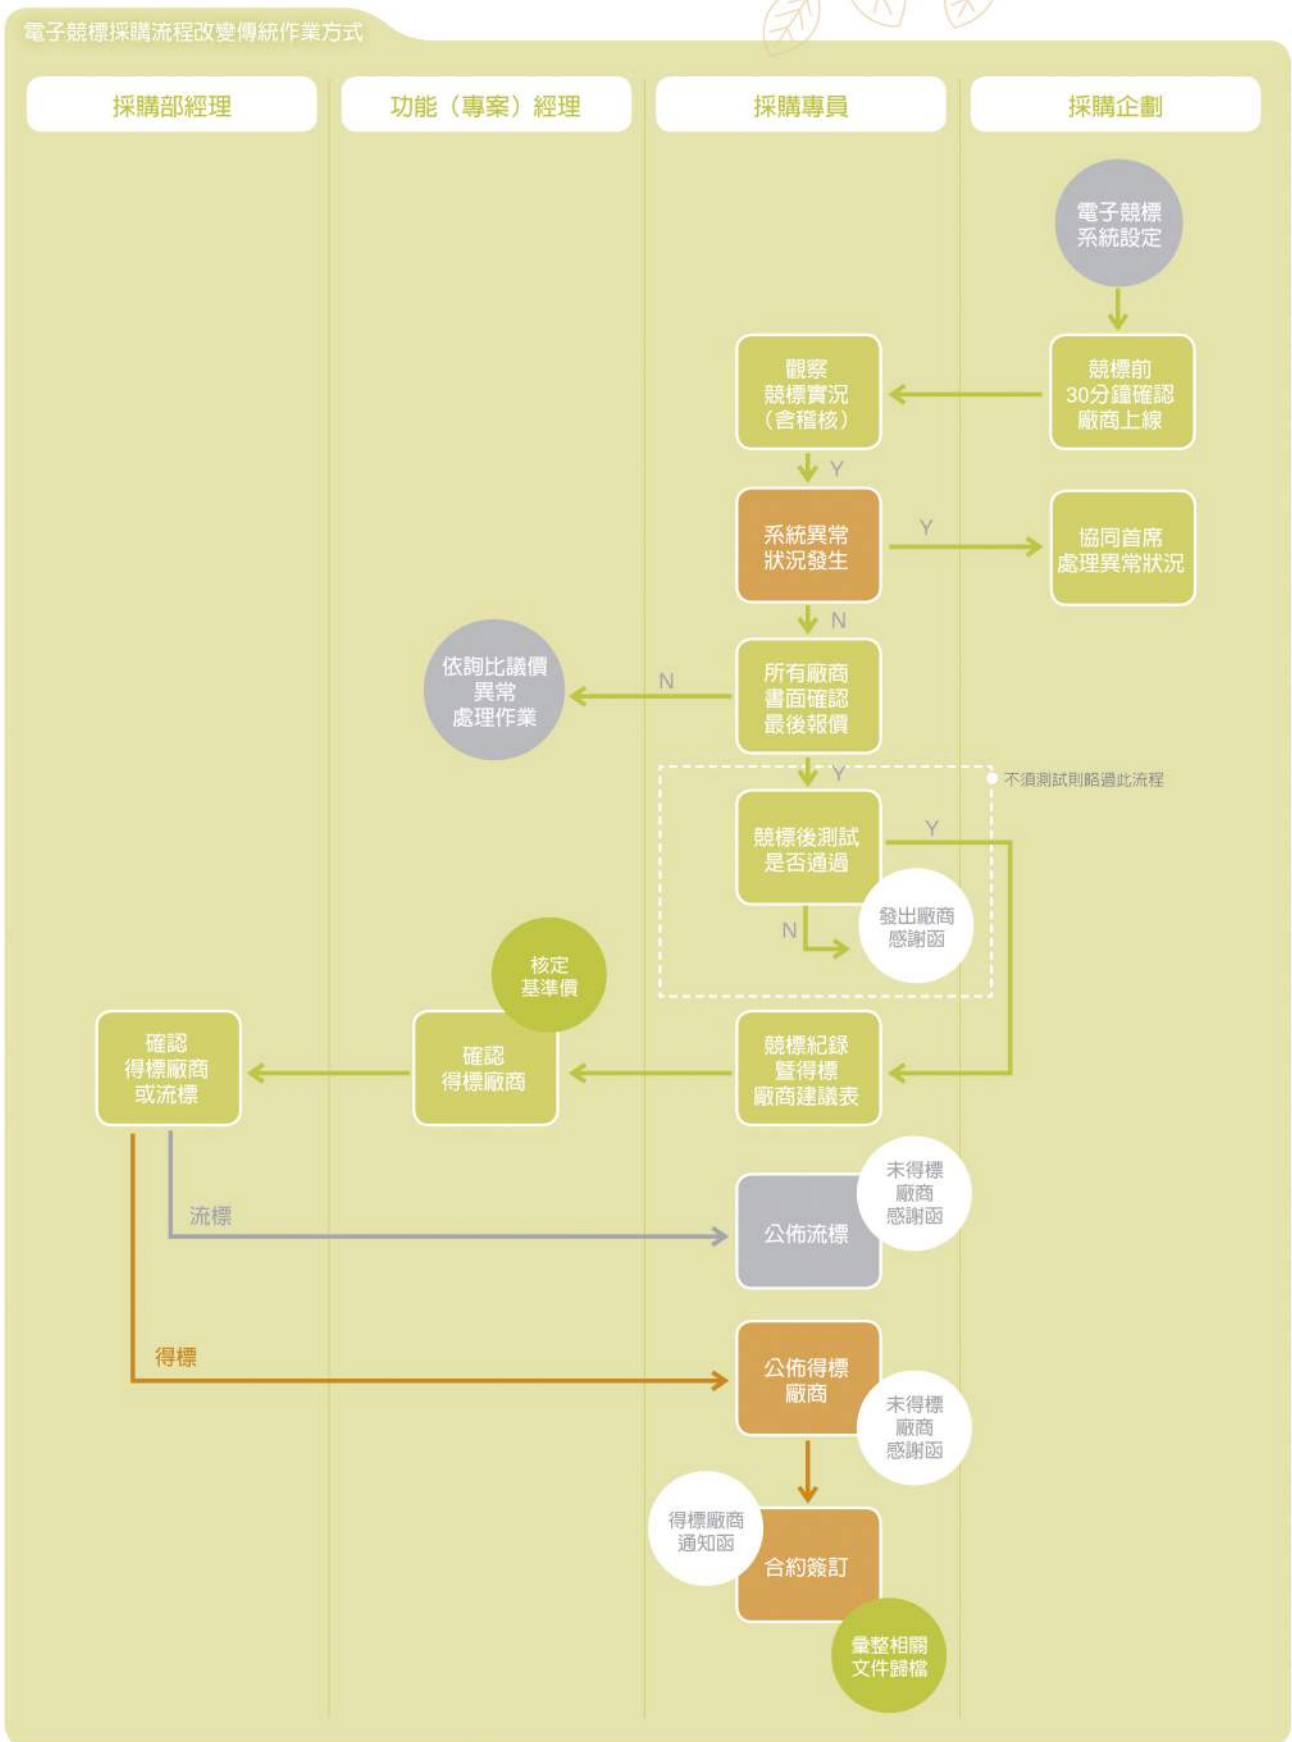 電子競標採購流程改變傳統作業方式
採購部經理
功能（專案）經理
採購專員
採購企劃
電子競標
系統設定
觀察
競標實況
（含稽核）
競標前
30分鐘確認
廠商上線
Y
系統異常
狀況發生
Y
協同首席
處理異常狀況
N
依詢比議價
異常
處理作業
N
所有廠商
書面確認
最後報價
Y
不須測試則略過此流程
競標後測試
是否通過
Y
N
發出廠商
感謝函
核定
基準價
確認
得標廠商
或流標
確認
得標廠商
競標紀錄
暨得標
廠商建議表
流標
公佈流標
未得標
廠商
感謝函
得標
公佈得標
廠商
未得標
廠商
感謝函
得標廠商
通知函
合約簽訂
彙整相關
文件歸檔